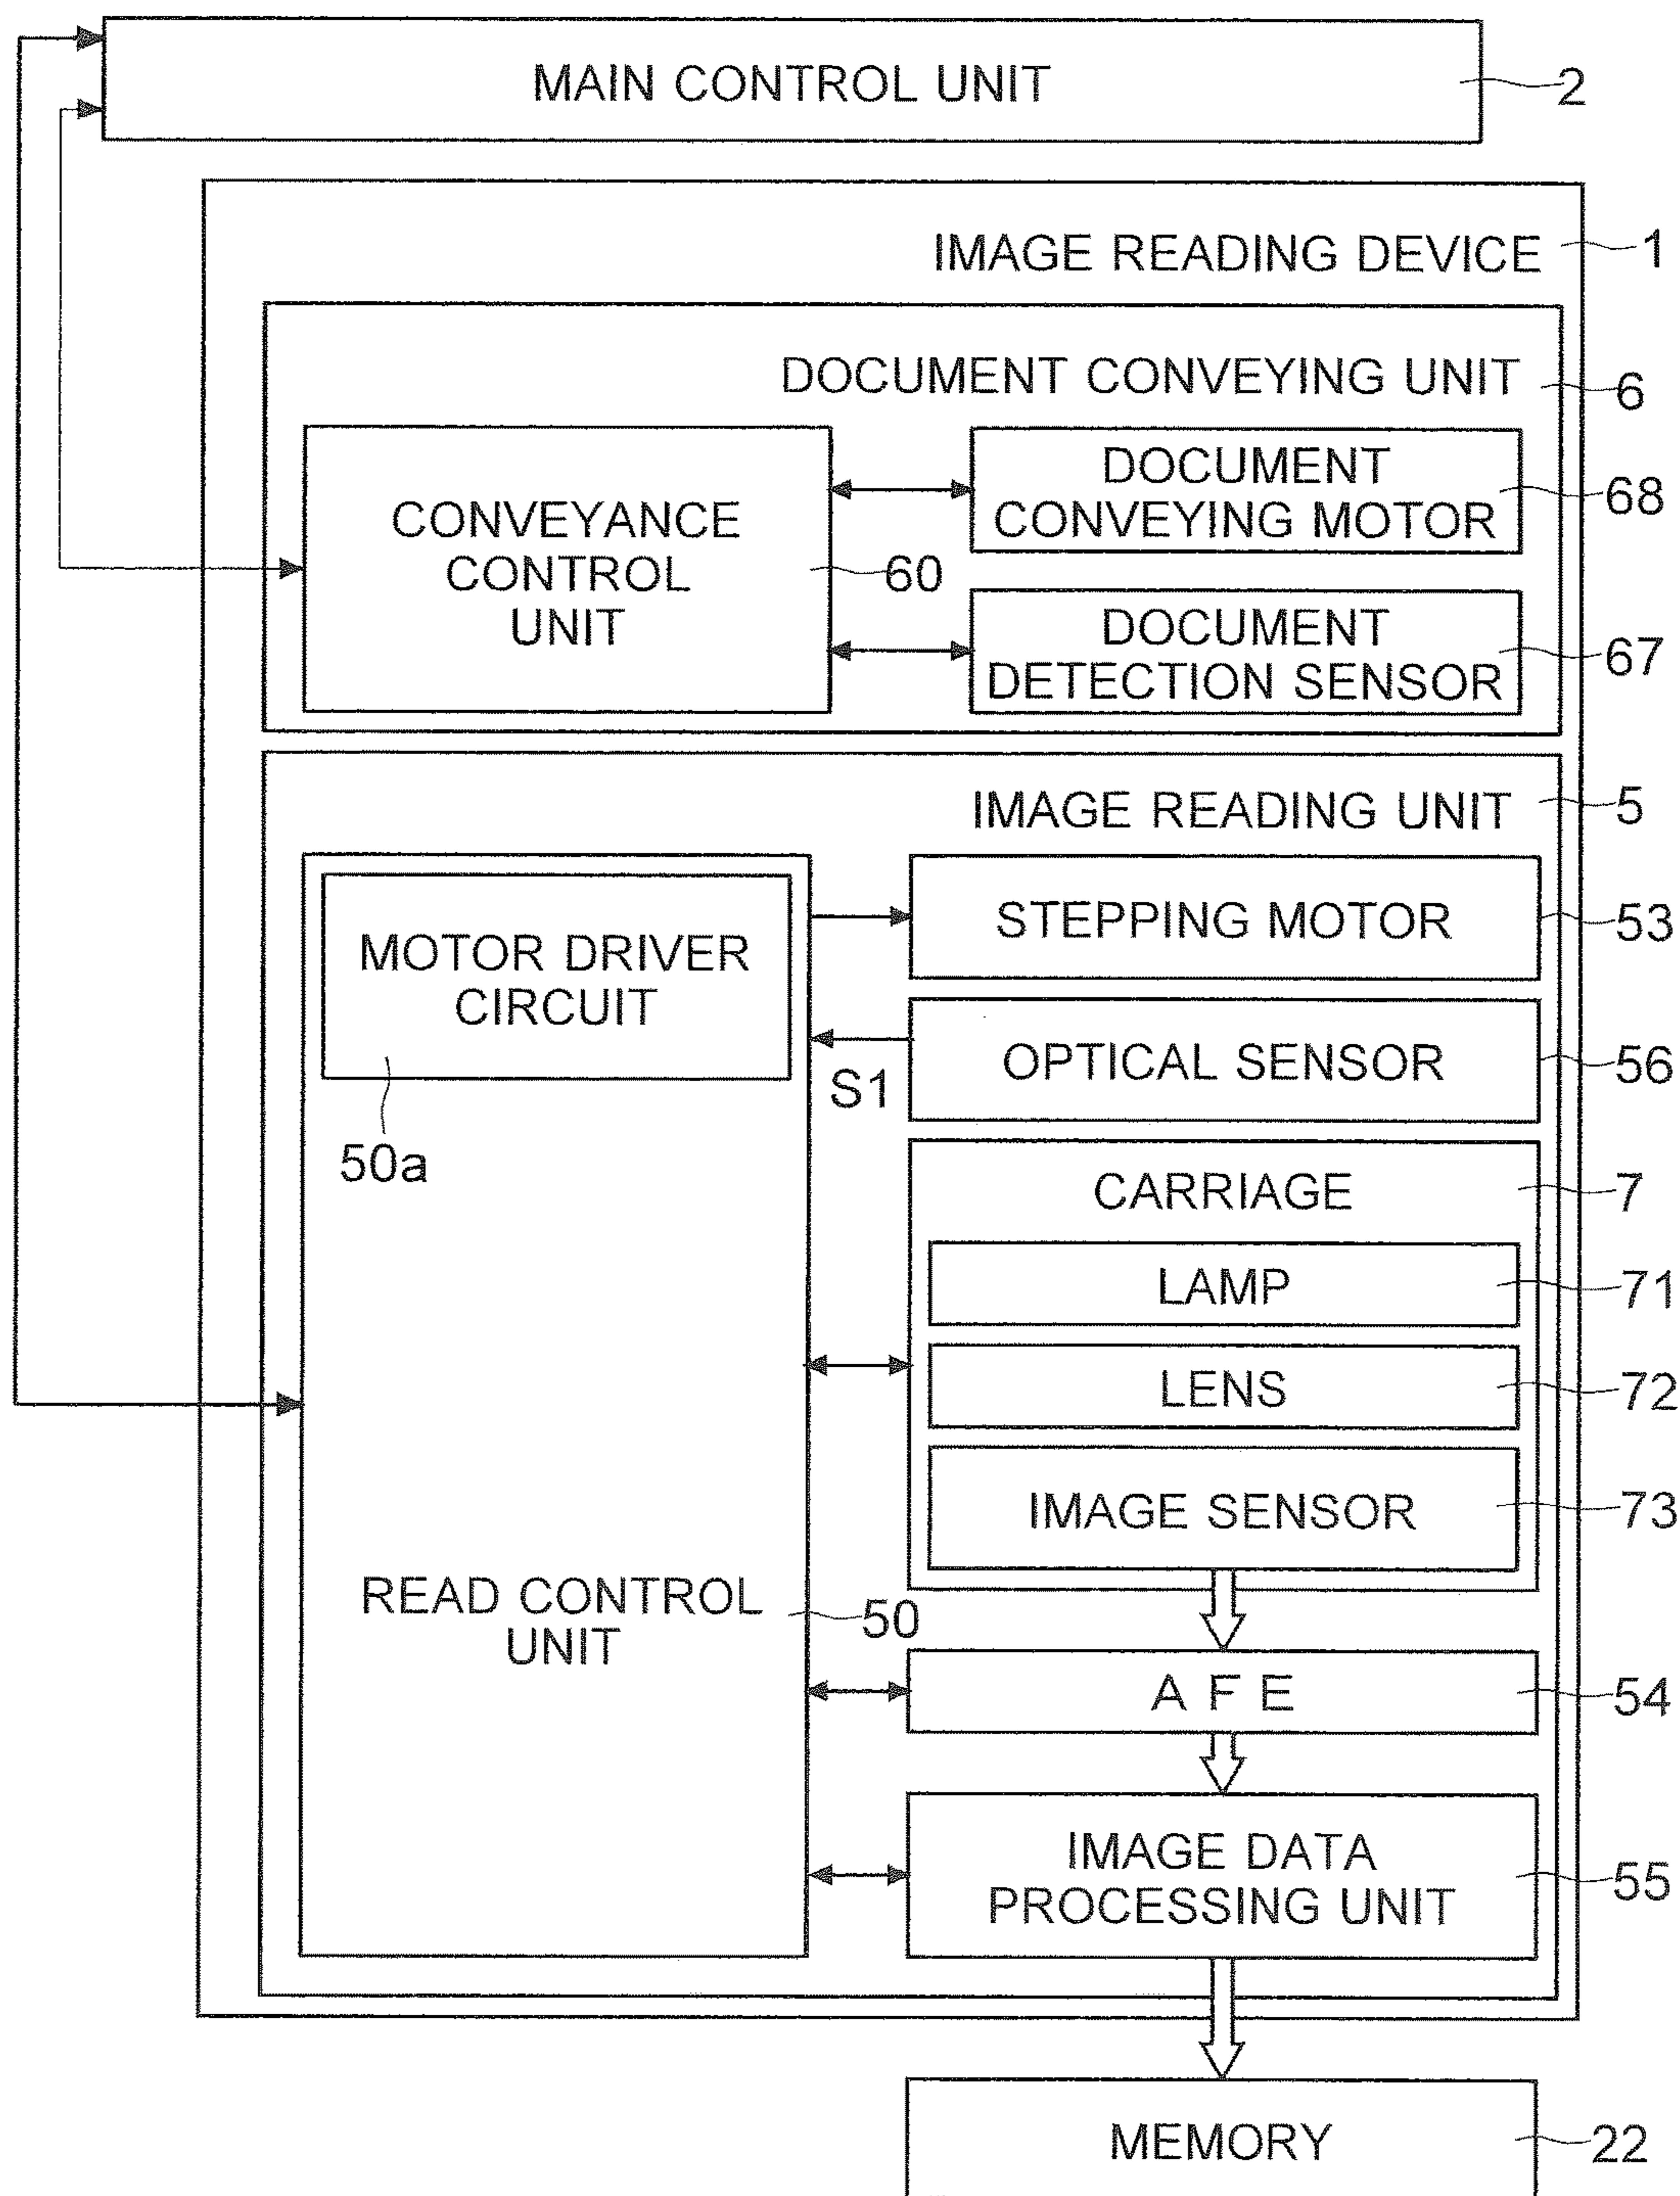 MAIN CONTROL UNIT
2
IMAGE READING DEVICE
1
DOCUMENT CONVEYING UNIT
6
CONVEYANCE
CONTROL
UNIT
60
DOCUMENT
CONVEYING MOTOR
68
DOCUMENT
DETECTION SENSOR
67
IMAGE READING UNIT
5
MOTOR DRIVER
CIRCUIT
50a
STEPPING MOTOR
53
S1
OPTICAL SENSOR
56
CARRIAGE
7
LAMP
71
LENS
72
IMAGE SENSOR
73
READ CONTROL
UNIT
50
A F E
54
IMAGE DATA
PROCESSING UNIT
55
MEMORY
22